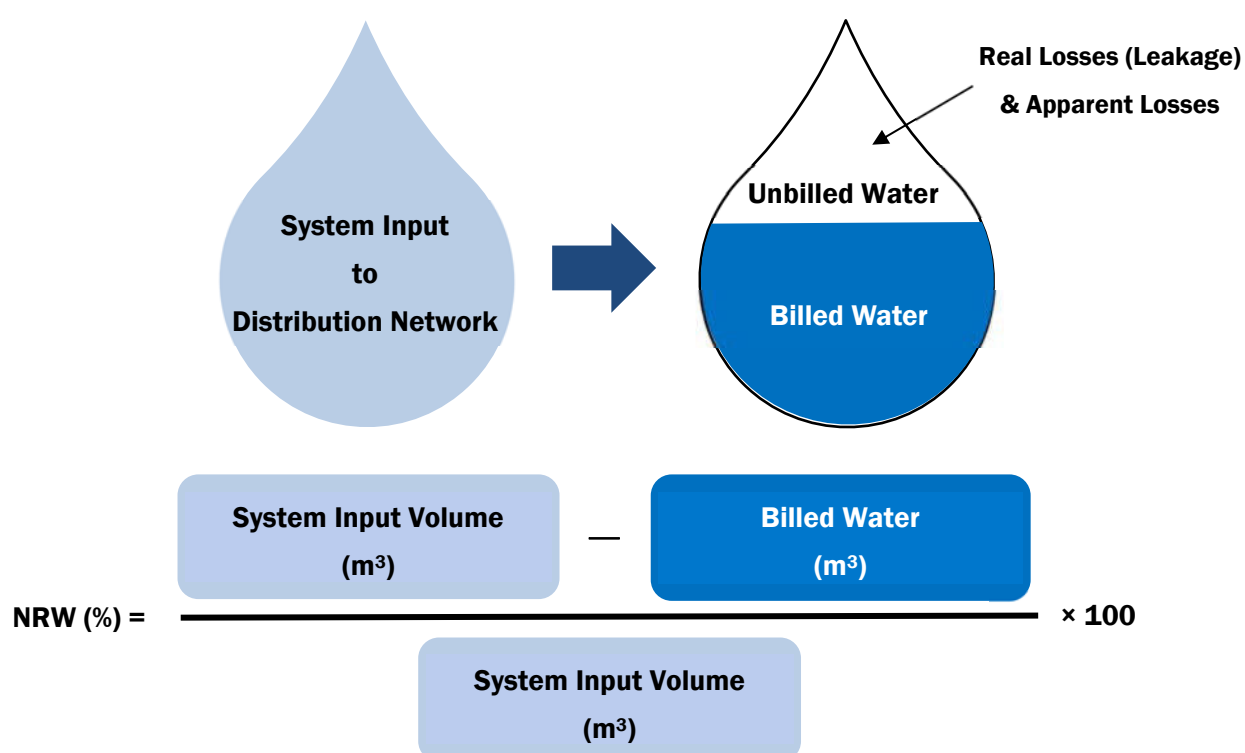 Real Losses (Leakage)
& Apparent Losses
System Input
to
Distribution Network
Unbilled Water
Billed Water
System Input Volume
(m³)
—
Billed Water
(m³)
NRW (%) =
× 100
System Input Volume
(m³)